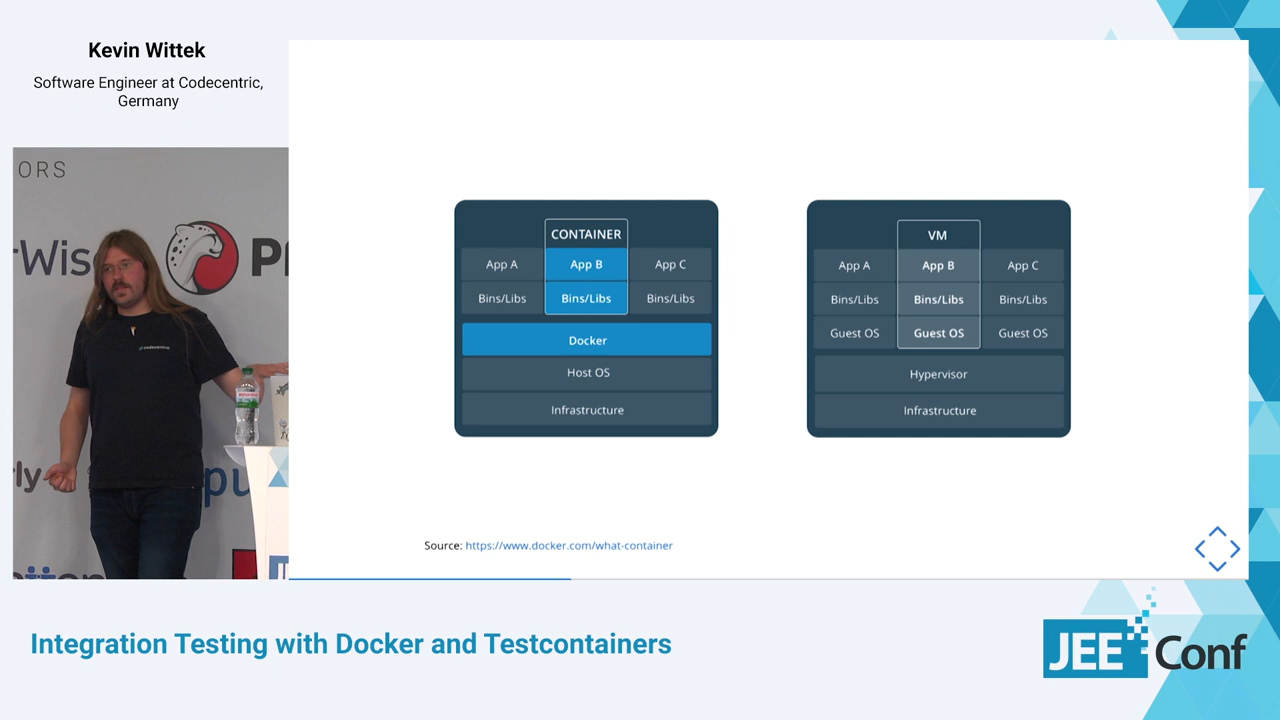 Kevin Wittek
Software Engineer at Codecentric,
Germany
ORS
CONTAINER
App A
App B
App C
Bins/Libs
Bins/Libs
Bins/Libs
Docker
Host OS
Infrastructure
VM
App A
App B
App C
Bins/Libs
Bins/Libs
Bins/Libs
Guest OS
Guest OS
Guest OS
Hypervisor
Infrastructure
codecentric
Source: https://www.docker.com/what-container
Integration Testing with Docker and Testcontainers
JEE Conf